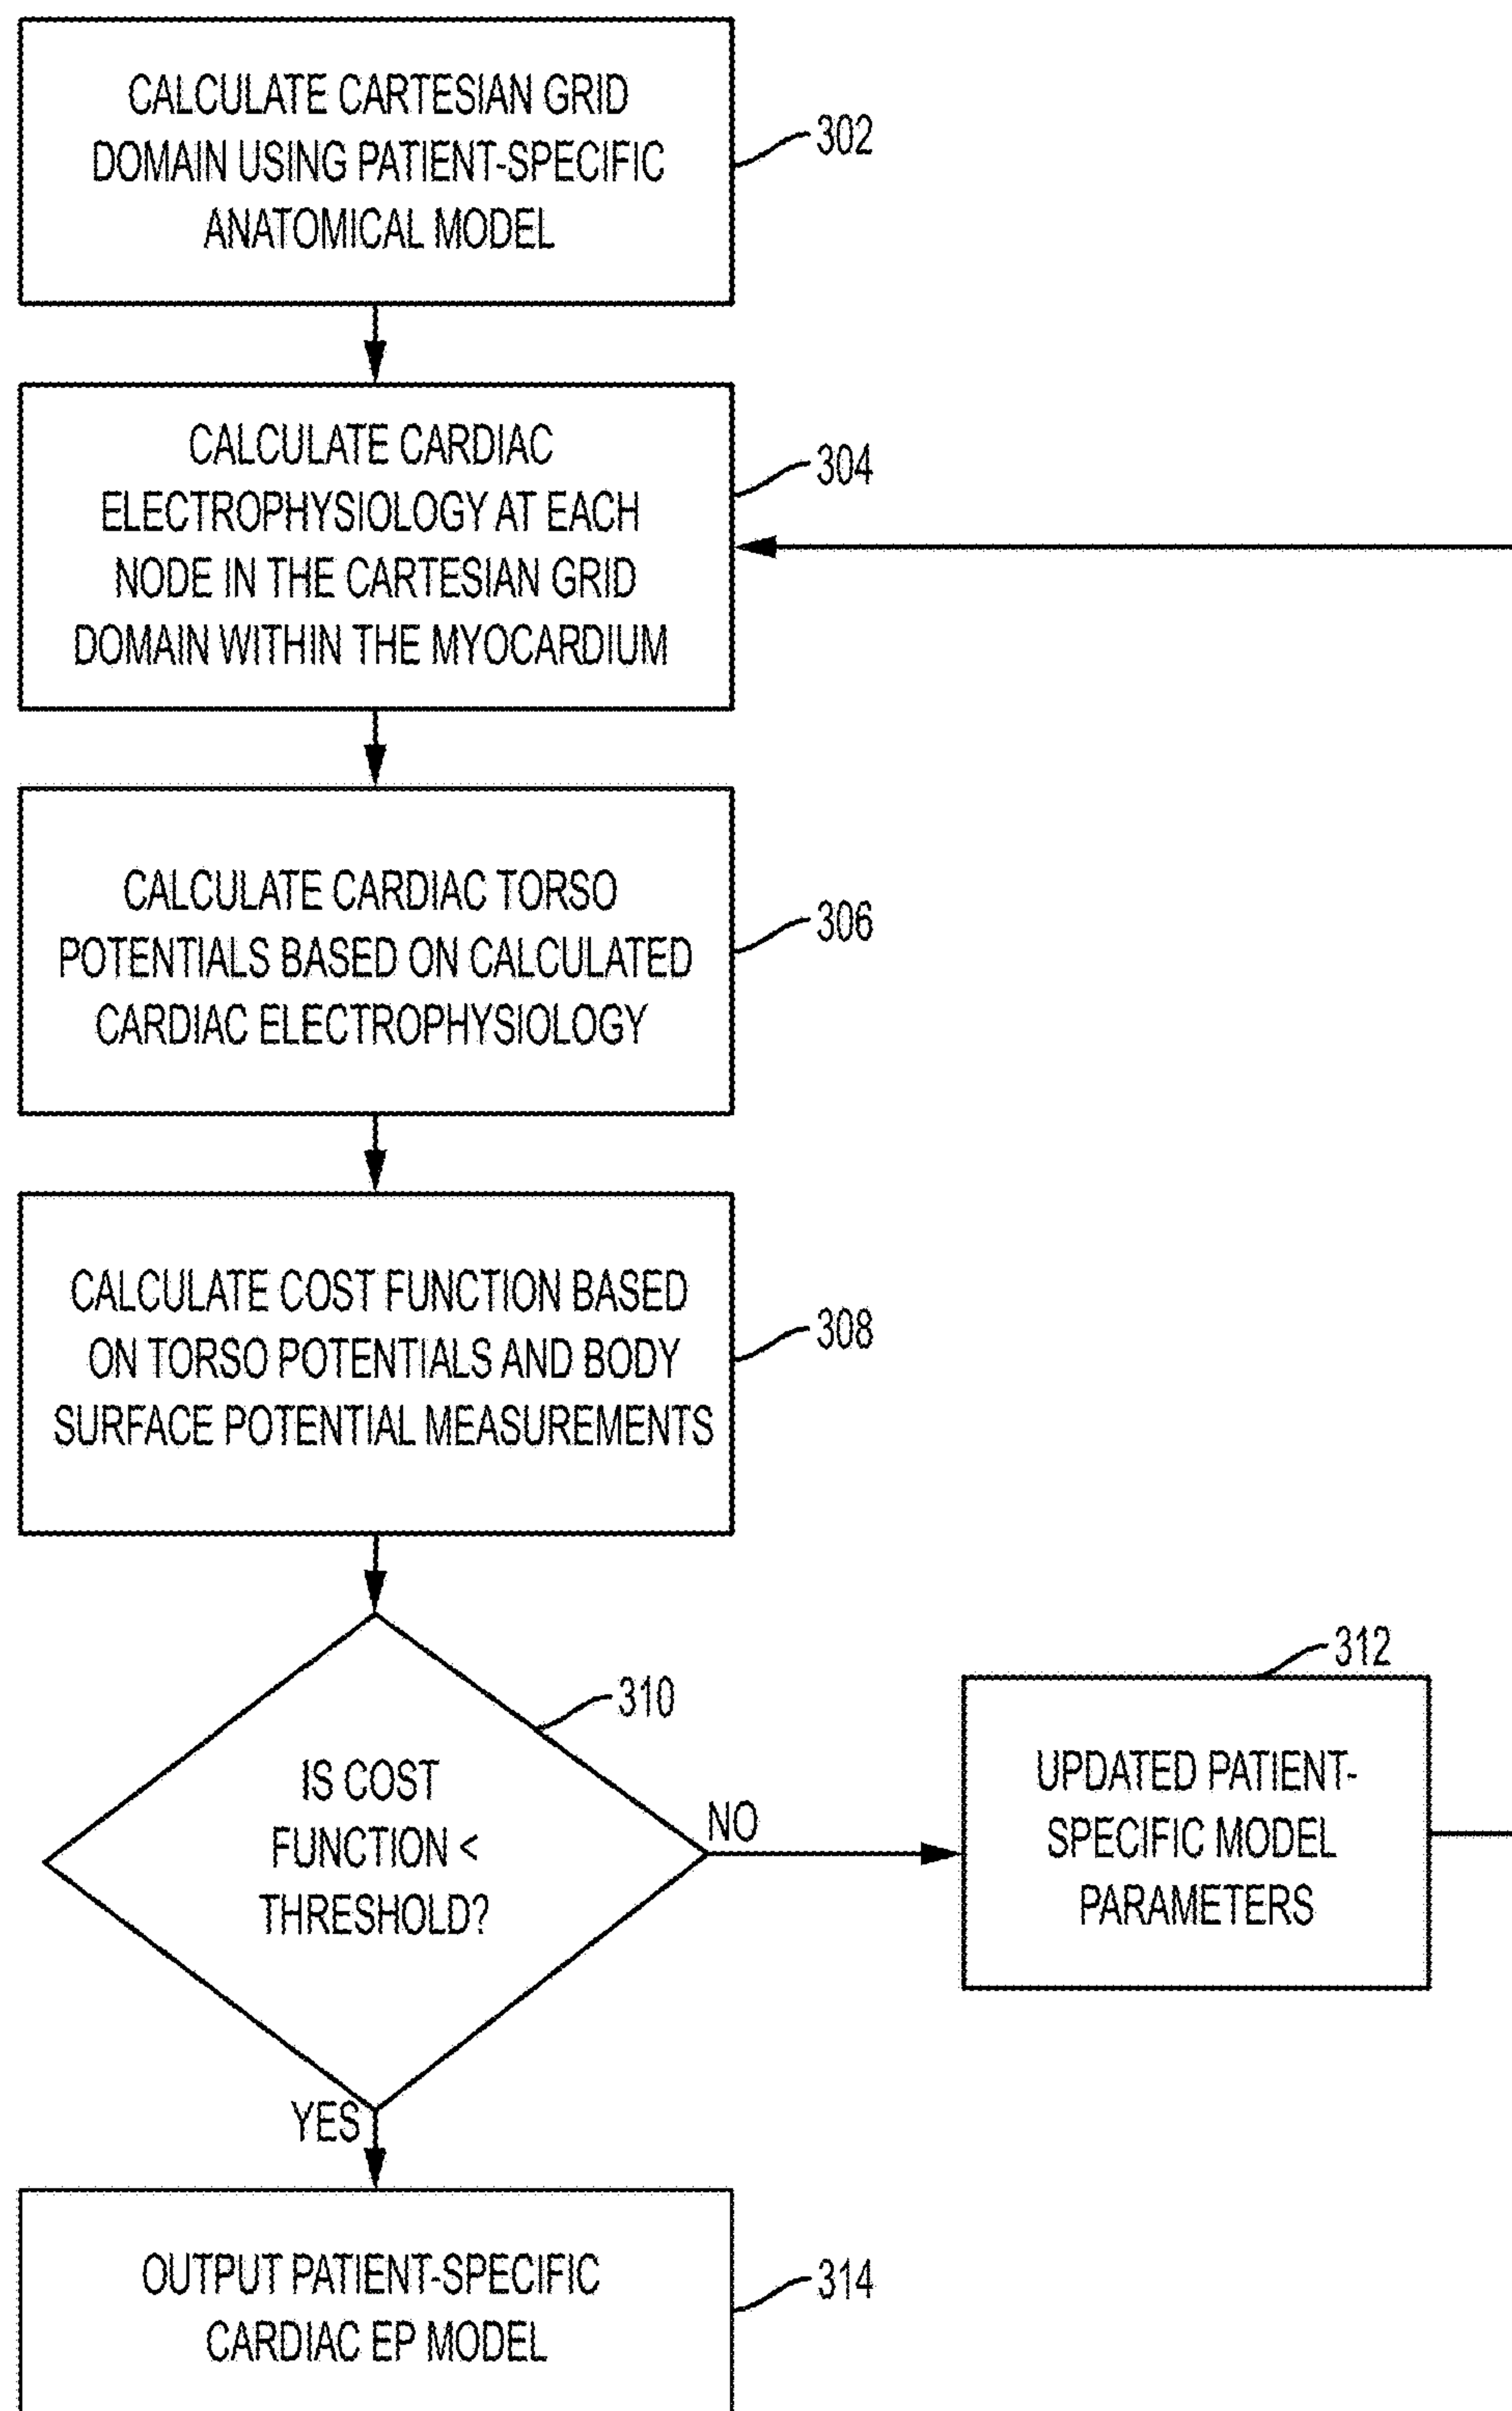 CALCULATE CARTESIAN GRID
DOMAIN USING PATIENT-SPECIFIC
ANATOMICAL MODEL
302
CALCULATE CARDIAC
ELECTROPHYSIOLOGY AT EACH
NODE IN THE CARTESIAN GRID
DOMAIN WITHIN THE MYOCARDIUM
304
CALCULATE CARDIAC TORSO
POTENTIALS BASED ON CALCULATED
CARDIAC ELECTROPHYSIOLOGY
306
CALCULATE COST FUNCTION BASED
ON TORSO POTENTIALS AND BODY
SURFACE POTENTIAL MEASUREMENTS
308
IS COST
FUNCTION <
THRESHOLD?
310
NO
312
UPDATED PATIENT-
SPECIFIC MODEL
PARAMETERS
YES
OUTPUT PATIENT-SPECIFIC
CARDIAC EP MODEL
314